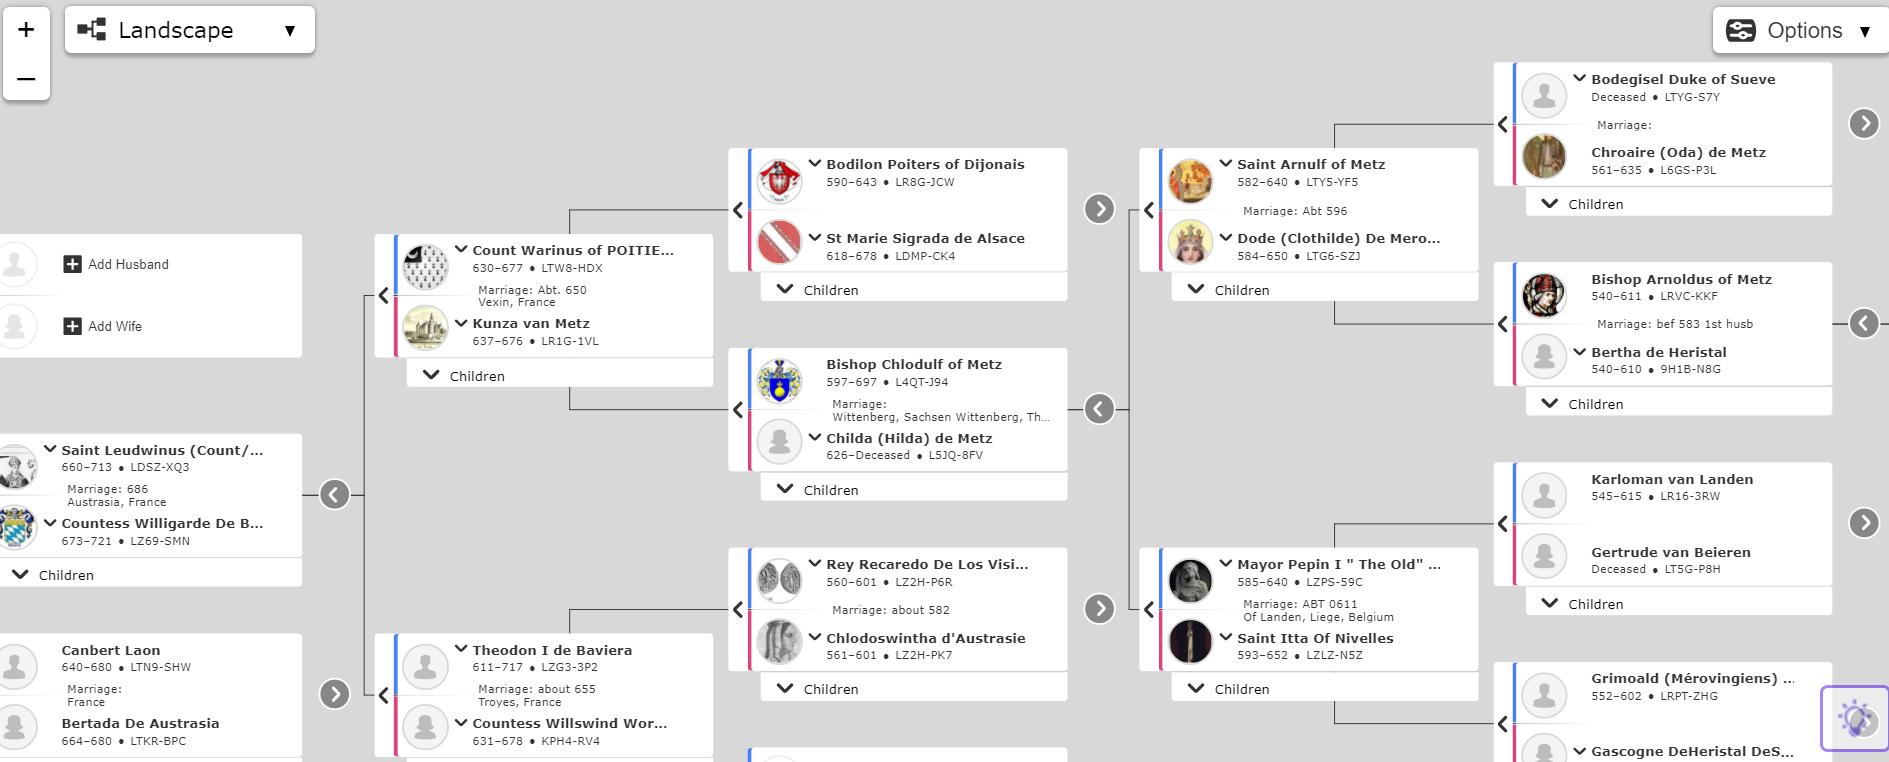 +
−
Landscape ▼
Options ▼
Add Husband
Add Wife
Saint Leudwinus (Count/...
660–713 • LDSZ-XQ3
Marriage: 686
Austrasia, France
Countess Willigarde De B...
673–721 • LZ69-SMN
Children
Canbert Laon
640–680 • LTN9-SHW
Marriage:
France
Bertada De Austrasia
664–680 • LTKR-BPC
Count Warinus of POITIE...
630–677 • LTW8-HDX
Marriage: Abt. 650
Vexin, France
Kunza van Metz
637–676 • LR1G-1VL
Children
Theodon I de Baviera
611–717 • LZG3-3P2
Marriage: about 655
Troyes, France
Countess Willswind Wor...
631–678 • KPH4-RV4
Bodilon Poiters of Dijonais
590–643 • LR8G-JCW
St Marie Sigrada de Alsace
618–678 • LDMP-CK4
Children
Bishop Chlodulf of Metz
597–697 • L4QT-J94
Marriage:
Wittenberg, Sachsen Wittenberg, Th...
Childa (Hilda) de Metz
626–Deceased • L5JQ-8FV
Children
Rey Recaredo De Los Visi...
560–601 • LZ2H-P6R
Marriage: about 582
Chlodoswintha d'Austrasie
561–601 • LZ2H-PK7
Children
Saint Arnulf of Metz
582–640 • LTY5-YF5
Marriage: Abt 596
Dode (Clothilde) De Mero...
584–650 • LTG6-SZJ
Children
Mayor Pepin I " The Old" ...
585–640 • LZPS-59C
Marriage: ABT 0611
Of Landen, Liege, Belgium
Saint Itta Of Nivelles
593–652 • LZLZ-N5Z
Children
Bodegisel Duke of Sueve
Deceased • LTYG-S7Y
Marriage:
Chroaire (Oda) de Metz
561–635 • L6GS-P3L
Children
Bishop Arnoldus of Metz
540–611 • LRVC-KKF
Marriage: bef 583 1st husb
Bertha de Heristal
540–610 • 9H1B-N8G
Children
Karloman van Landen
545–615 • LR16-3RW
Gertrude van Beieren
Deceased • LT5G-P8H
Children
Grimoald (Mérovingiens) ...
552–602 • LRPT-ZHG
Gascogne DeHeristal DeS...